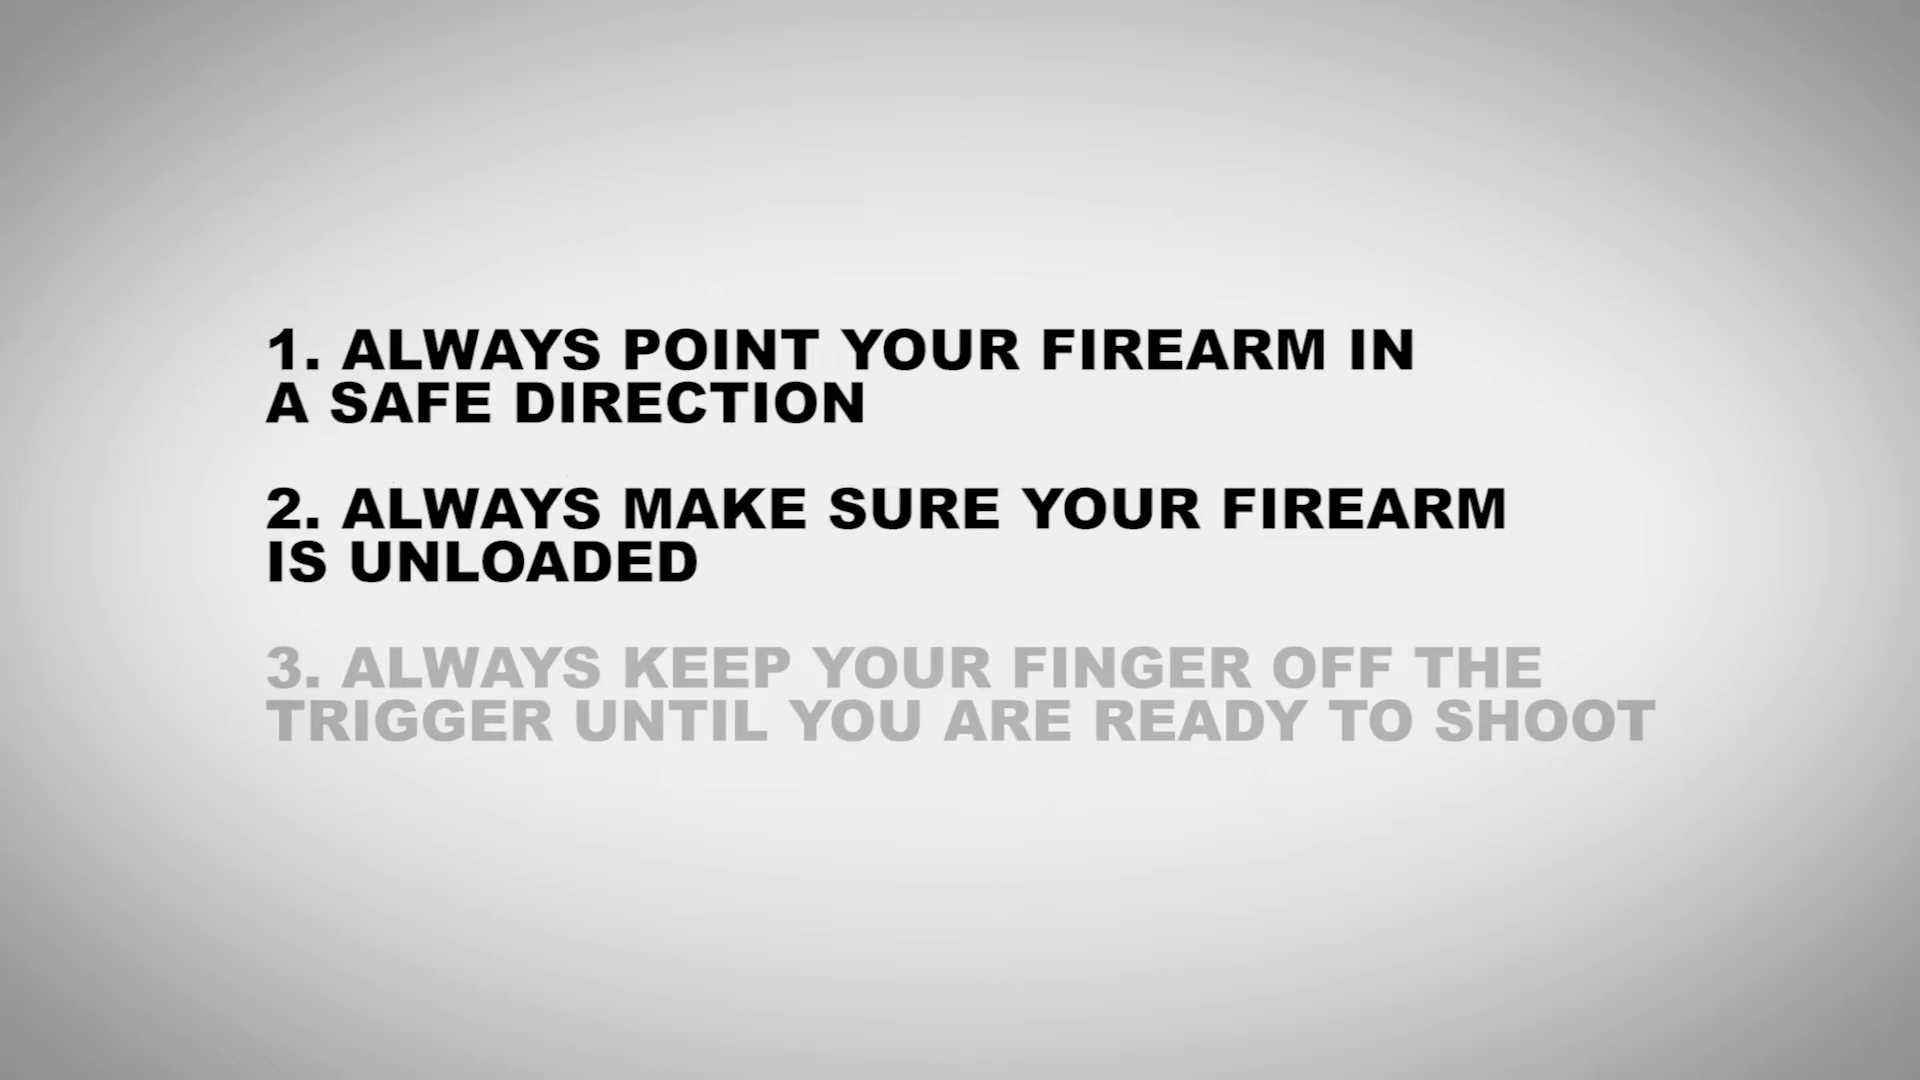 1. ALWAYS POINT YOUR FIREARM IN
A SAFE DIRECTION
2. ALWAYS MAKE SURE YOUR FIREARM
IS UNLOADED
3. ALWAYS KEEP YOUR FINGER OFF THE
TRIGGER UNTIL YOU ARE READY TO SHOOT